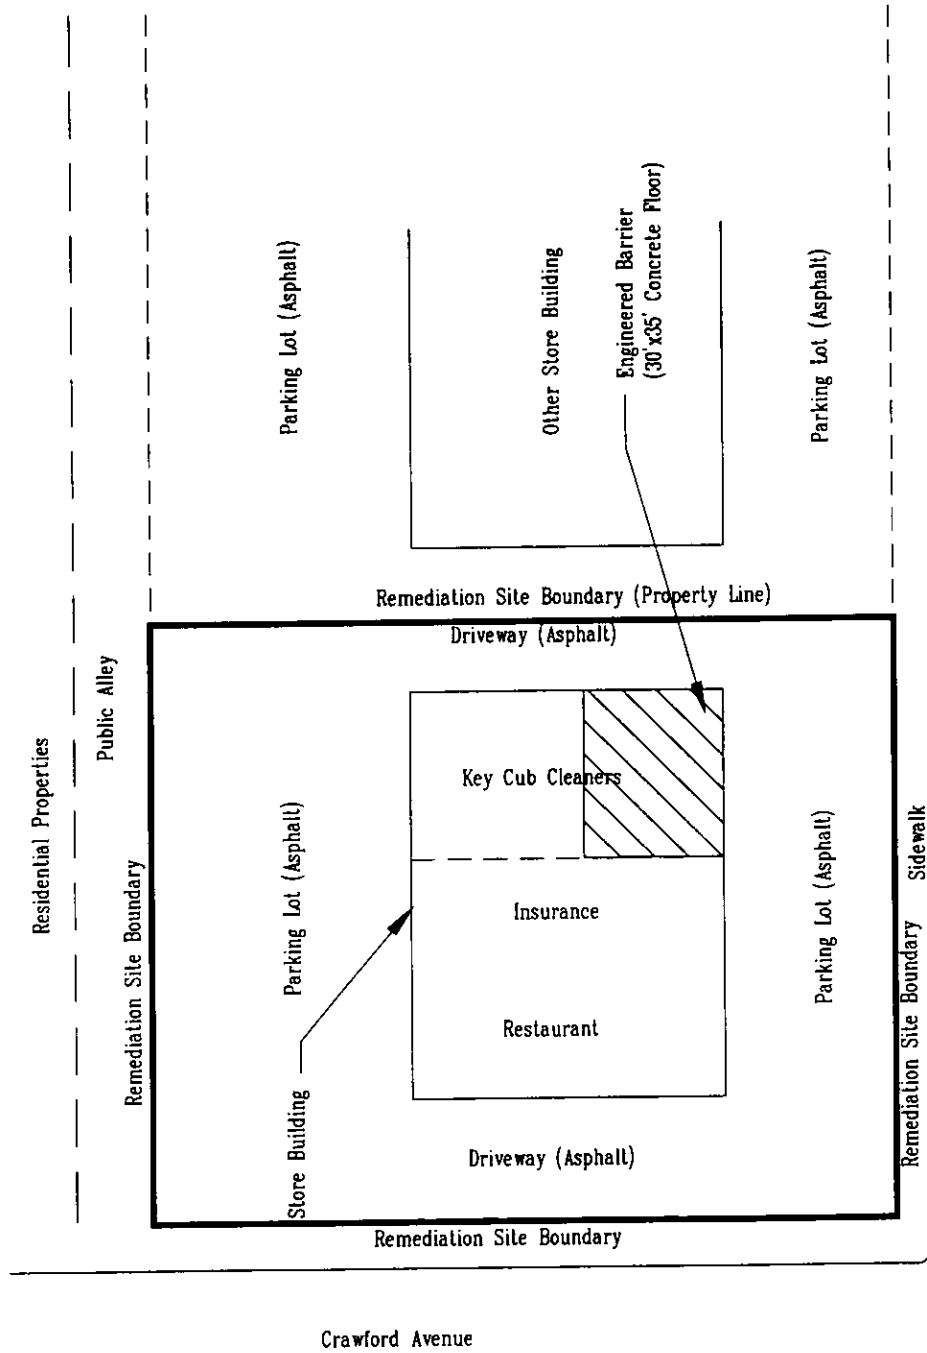 Residential Properties
Public Alley
Remediation Site Boundary
Parking Lot (Asphalt)
Other Store Building
Engineered Barrier
(30'x35' Concrete Floor)
Parking Lot (Asphalt)
Remediation Site Boundary (Property Line)
Driveway (Asphalt)
Key Cub Cleaners
Parking Lot (Asphalt)
Insurance
Restaurant
Store Building
Parking Lot (Asphalt)
Sidewalk
Remediation Site Boundary
Driveway (Asphalt)
Remediation Site Boundary
Crawford Avenue